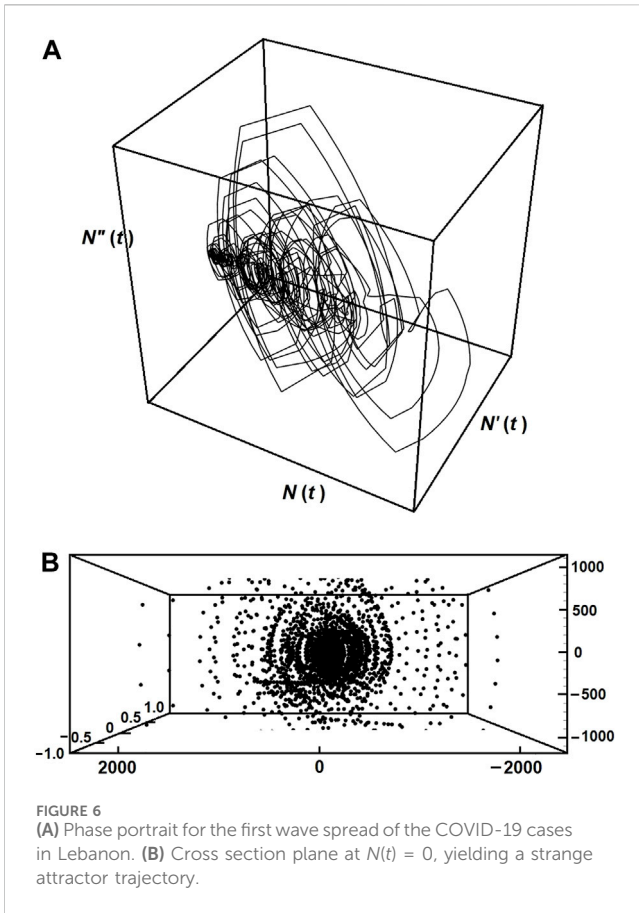 A
N″(t)
N′(t)
N(t)
B
1000
500
0
−500
−1000
1.0
0.5
0
−0.5
−1.0
2000
0
−2000
FIGURE 6
(A) Phase portrait for the first wave spread of the COVID-19 cases
in Lebanon. (B) Cross section plane at N(t) = 0, yielding a strange
attractor trajectory.